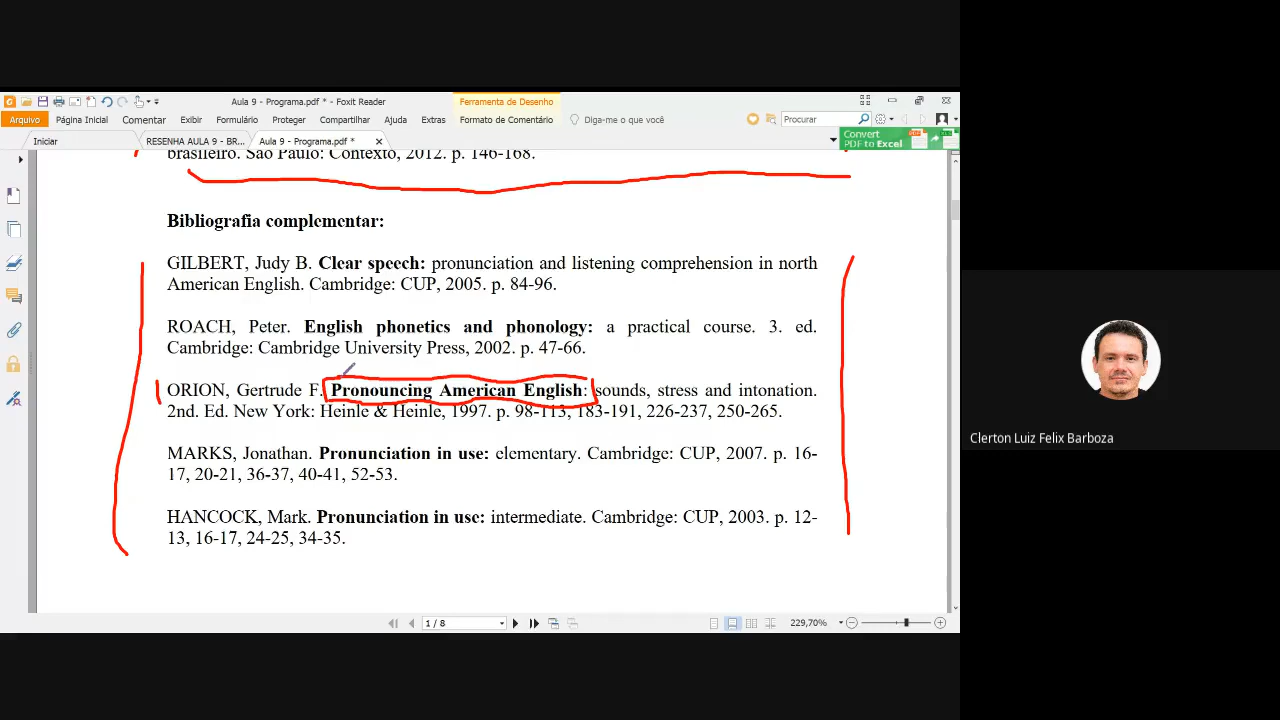 Aula 9 - Programa.pdf * - Foxit Reader
Ferramenta de Desenho
Arquivo Página Inicial Comentar Exibir Formulário Proteger Compartilhar Ajuda Extras Formato de Comentário Diga-me o que você Procurar
Iniciar RESENHA AULA 9 - BR... Aula 9 - Programa.pdf *
Convert
PDF to Excel
brasileiro. São Paulo: Contexto, 2012. p. 146-168.
Bibliografia complementar:
GILBERT, Judy B. Clear speech: pronunciation and listening comprehension in north
American English. Cambridge: CUP, 2005. p. 84-96.
ROACH, Peter. English phonetics and phonology: a practical course. 3. ed.
Cambridge: Cambridge University Press, 2002. p. 47-66.
ORION, Gertrude F. Pronouncing American English: sounds, stress and intonation.
2nd. Ed. New York: Heinle & Heinle, 1997. p. 98-113, 183-191, 226-237, 250-265.
MARKS, Jonathan. Pronunciation in use: elementary. Cambridge: CUP, 2007. p. 16-
17, 20-21, 36-37, 40-41, 52-53.
HANCOCK, Mark. Pronunciation in use: intermediate. Cambridge: CUP, 2003. p. 12-
13, 16-17, 24-25, 34-35.
1 / 8
229,70%
Clerton Luiz Felix Barboza